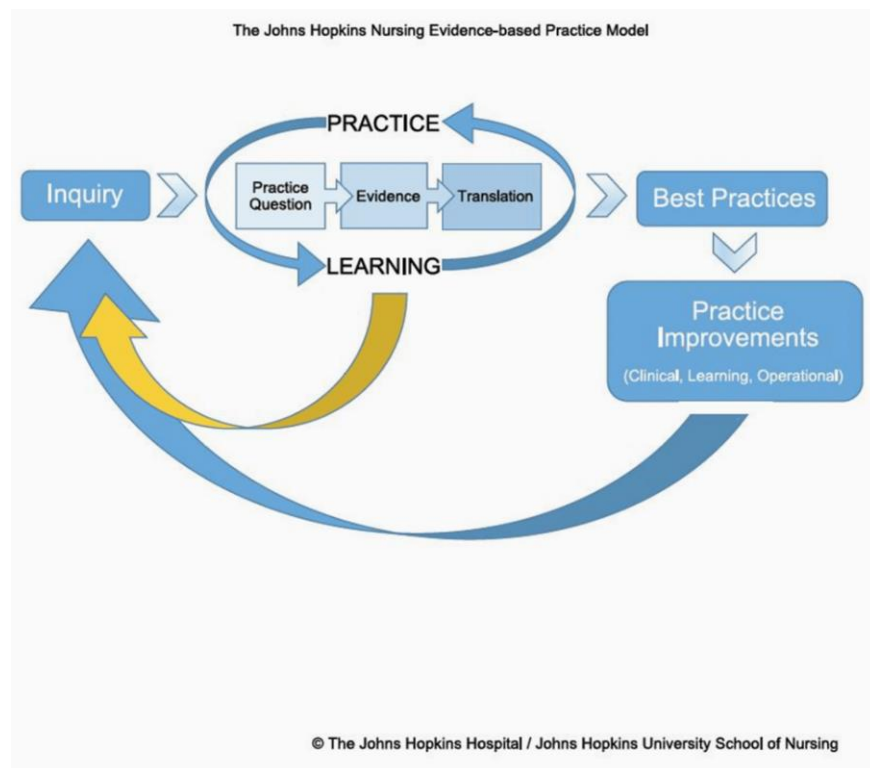 The Johns Hopkins Nursing Evidence-based Practice Model
PRACTICE
Inquiry
Practice
Question
Evidence
Translation
Best Practices
LEARNING
Practice
Improvements
(Clinical, Learning, Operational)
© The Johns Hopkins Hospital / Johns Hopkins University School of Nursing